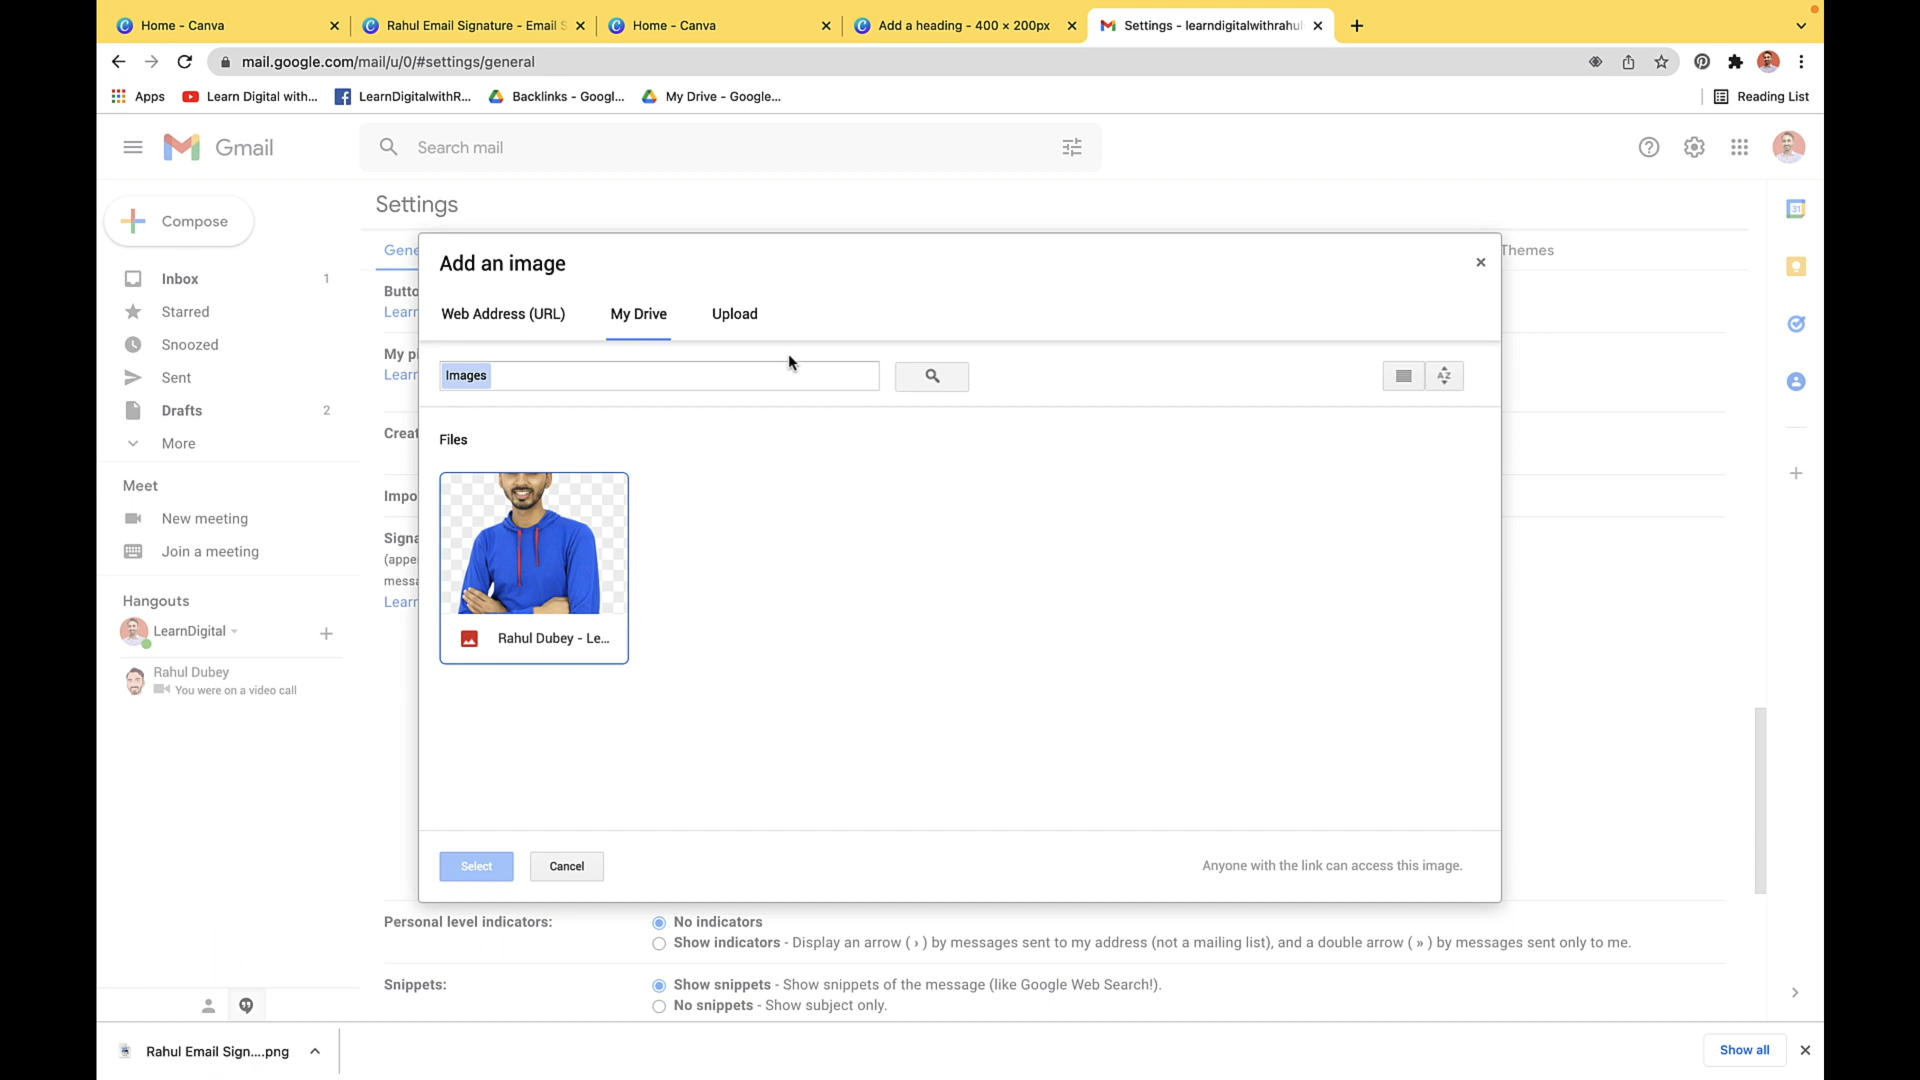 Home - Canva
Rahul Email Signature - Email S
Home - Canva
Add a heading - 400 × 200px
Settings - learndigitalwithrahul
mail.google.com/mail/u/0/#settings/general
Apps
Learn Digital with...
LearnDigitalwithR...
Backlinks - Googl...
My Drive - Google...
Reading List
Gmail
Search mail
Compose
Inbox 1
Starred
Snoozed
Sent
Drafts 2
More
Meet
New meeting
Join a meeting
Hangouts
LearnDigital
Rahul Dubey
You were on a video call
Settings
Gene
Themes
Butto
Lear
My pi
Lear
Creat
Impo
Signa
(appe
messa
Lear
Add an image
Web Address (URL)
My Drive
Upload
Images
AZ
Files
Rahul Dubey - Le...
Select
Cancel
Anyone with the link can access this image.
Personal level indicators:
No indicators
Show indicators - Display an arrow ( › ) by messages sent to my address (not a mailing list), and a double arrow ( » ) by messages sent only to me.
Snippets:
Show snippets - Show snippets of the message (like Google Web Search!).
No snippets - Show subject only.
31
Rahul Email Sign....png
Show all